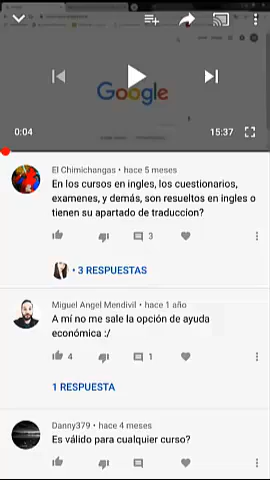 Google
0:04
15:37
El Chimichangas • hace 5 meses
En los cursos en ingles, los cuestionarios,
examenes, y demás, son resueltos en ingles o
tienen su apartado de traduccion?
3
• 3 RESPUESTAS
Miguel Angel Mendivil • hace 1 año
A mí no me sale la opción de ayuda
económica :/
4 1
1 RESPUESTA
Danny379 • hace 4 meses
Es válido para cualquier curso?